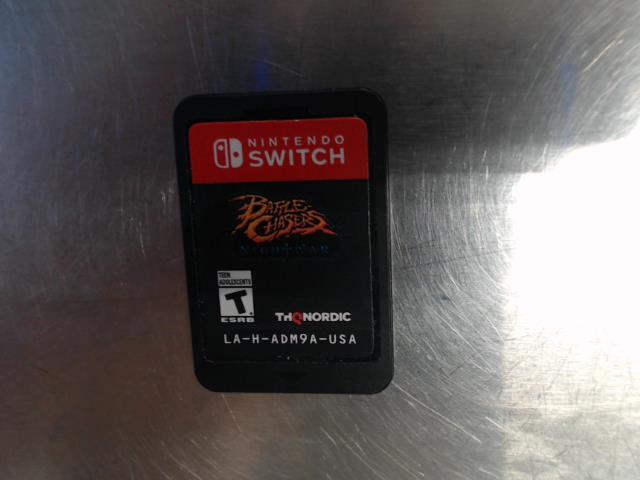 NINTENDO
SWITCH
BATTLE
CHASERS
NIGHTWAR
TEEN
ADOLESCENTS
T
ESRB
THQNORDIC
LA-H-ADM9A-USA